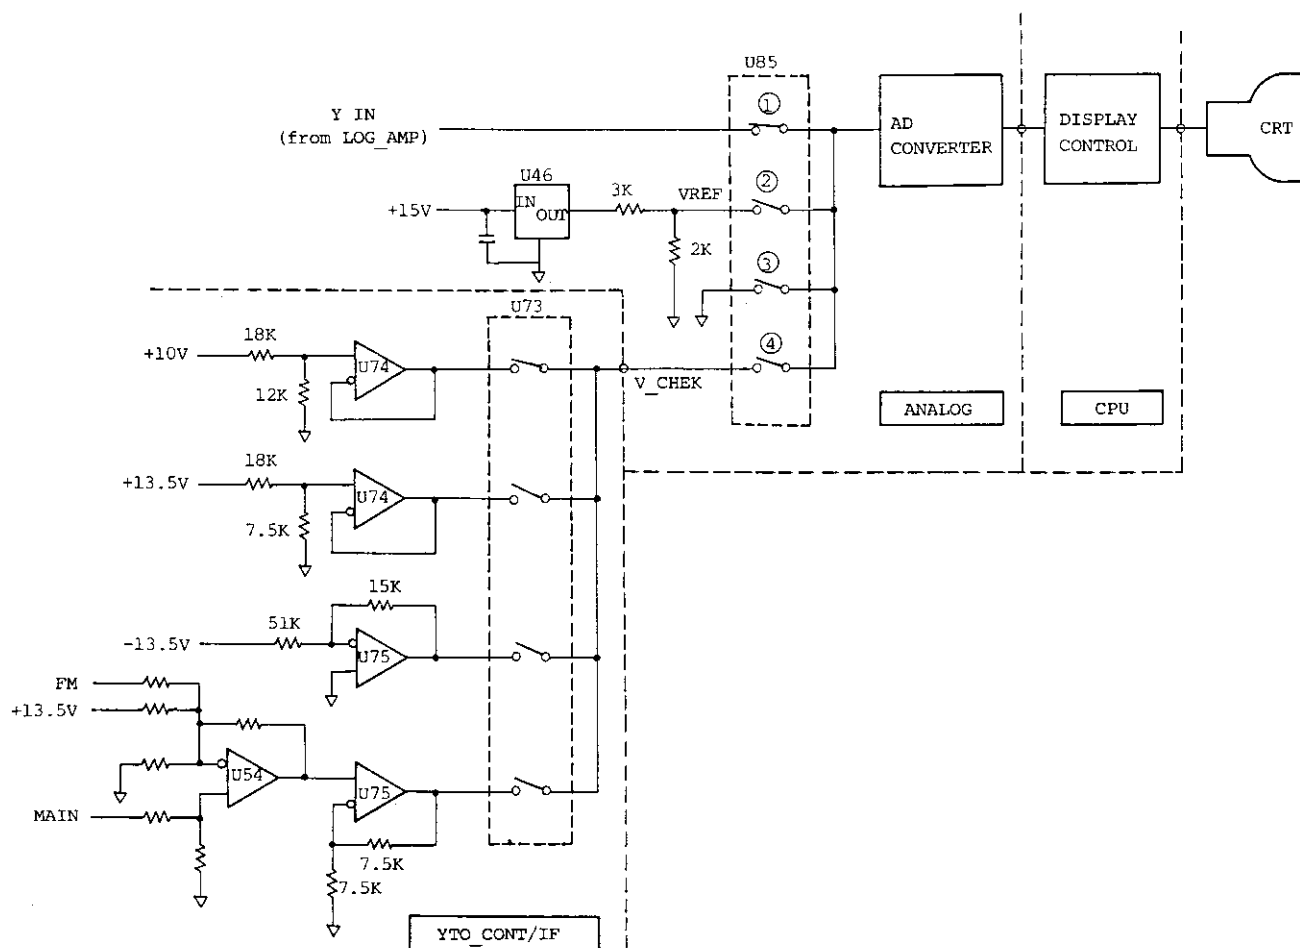 U85
Y IN
(from LOG_AMP)
①
AD
CONVERTER
DISPLAY
CONTROL
CRT
U46
+15V
IN
OUT
3K
VREF
②
2K
③
U73
+10V
18K
U74
12K
V_CHEK
④
ANALOG
CPU
+13.5V
18K
U74
7.5K
15K
-13.5V
51K
U75
FM
+13.5V
U54
U75
MAIN
7.5K
7.5K
YTO_CONT/IF